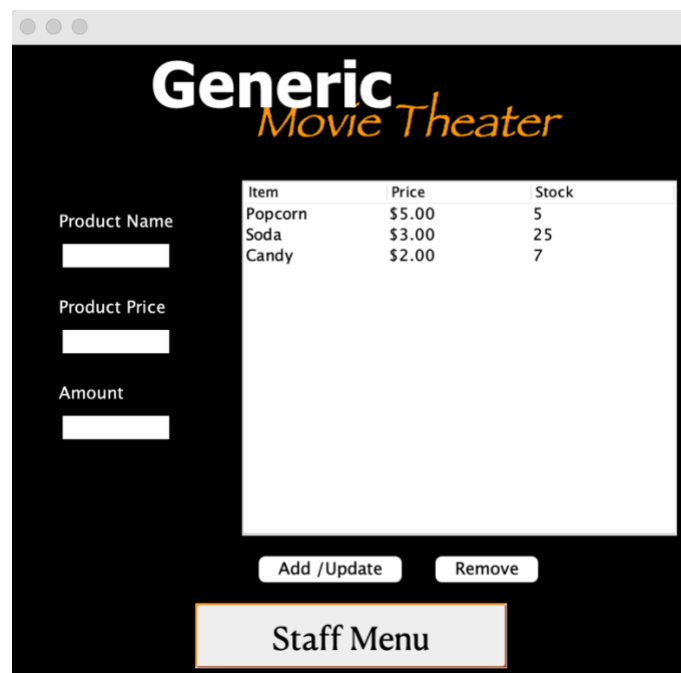 Generic
Movie Theater
Item Price Stock
Popcorn $5.00 5
Soda $3.00 25
Candy $2.00 7
Product Name
Product Price
Amount
Add /Update Remove
Staff Menu